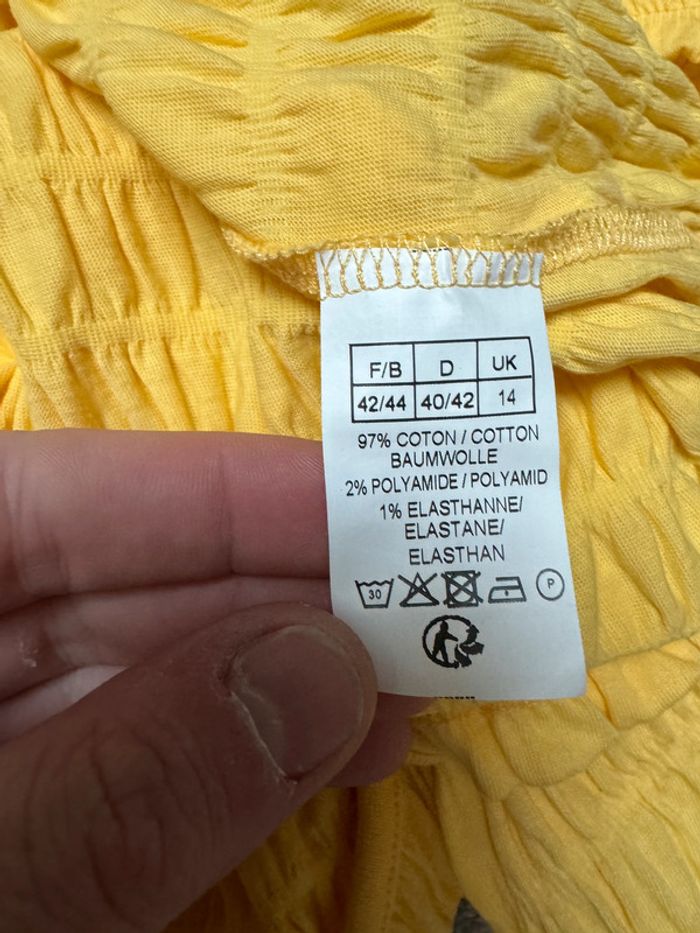 F/B D UK
42/44 40/42 14
97% COTON / COTTON
BAUMWOLLE
2% POLYAMIDE / POLYAMID
1% ELASTHANNE/
ELASTANE/
ELASTHAN
30 P